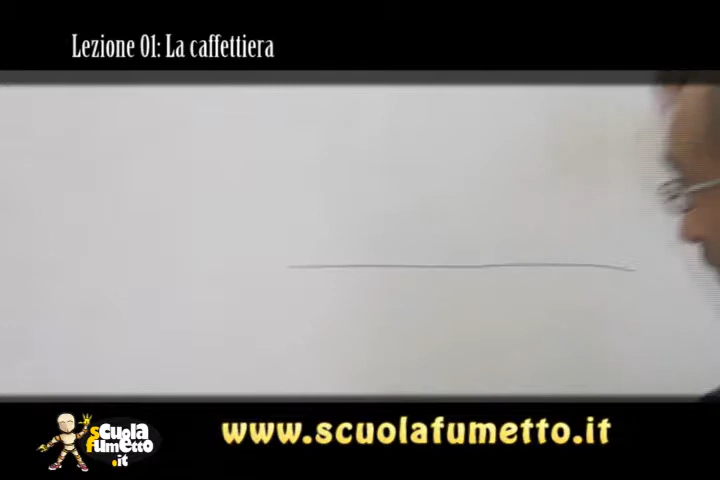 Lezione 01: La caffettiera
scuola
fumetto
.it
www.scuolafumetto.it